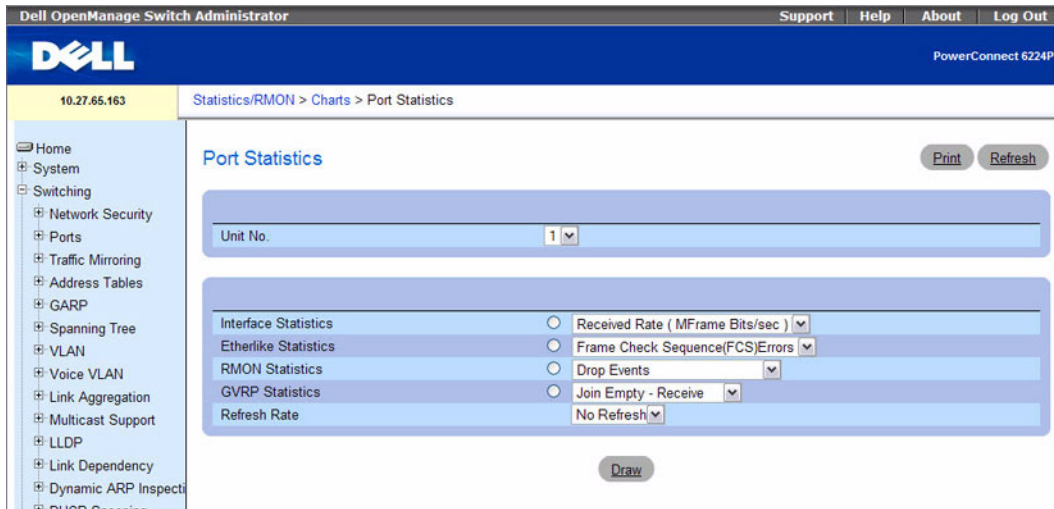 Dell OpenManage Switch Administrator
Support Help About Log Out
DELL
PowerConnect 6224P
10.27.65.163
Statistics/RMON > Charts > Port Statistics
Home
System
Switching
Network Security
Ports
Traffic Mirroring
Address Tables
GARP
Spanning Tree
VLAN
Voice VLAN
Link Aggregation
Multicast Support
LLDP
Link Dependency
Dynamic ARP Inspecti
Port Statistics
Print Refresh
Unit No. 1
Interface Statistics Received Rate ( MFrame Bits/sec )
Etherlike Statistics Frame Check Sequence(FCS)Errors
RMON Statistics Drop Events
GVRP Statistics Join Empty - Receive
Refresh Rate No Refresh
Draw